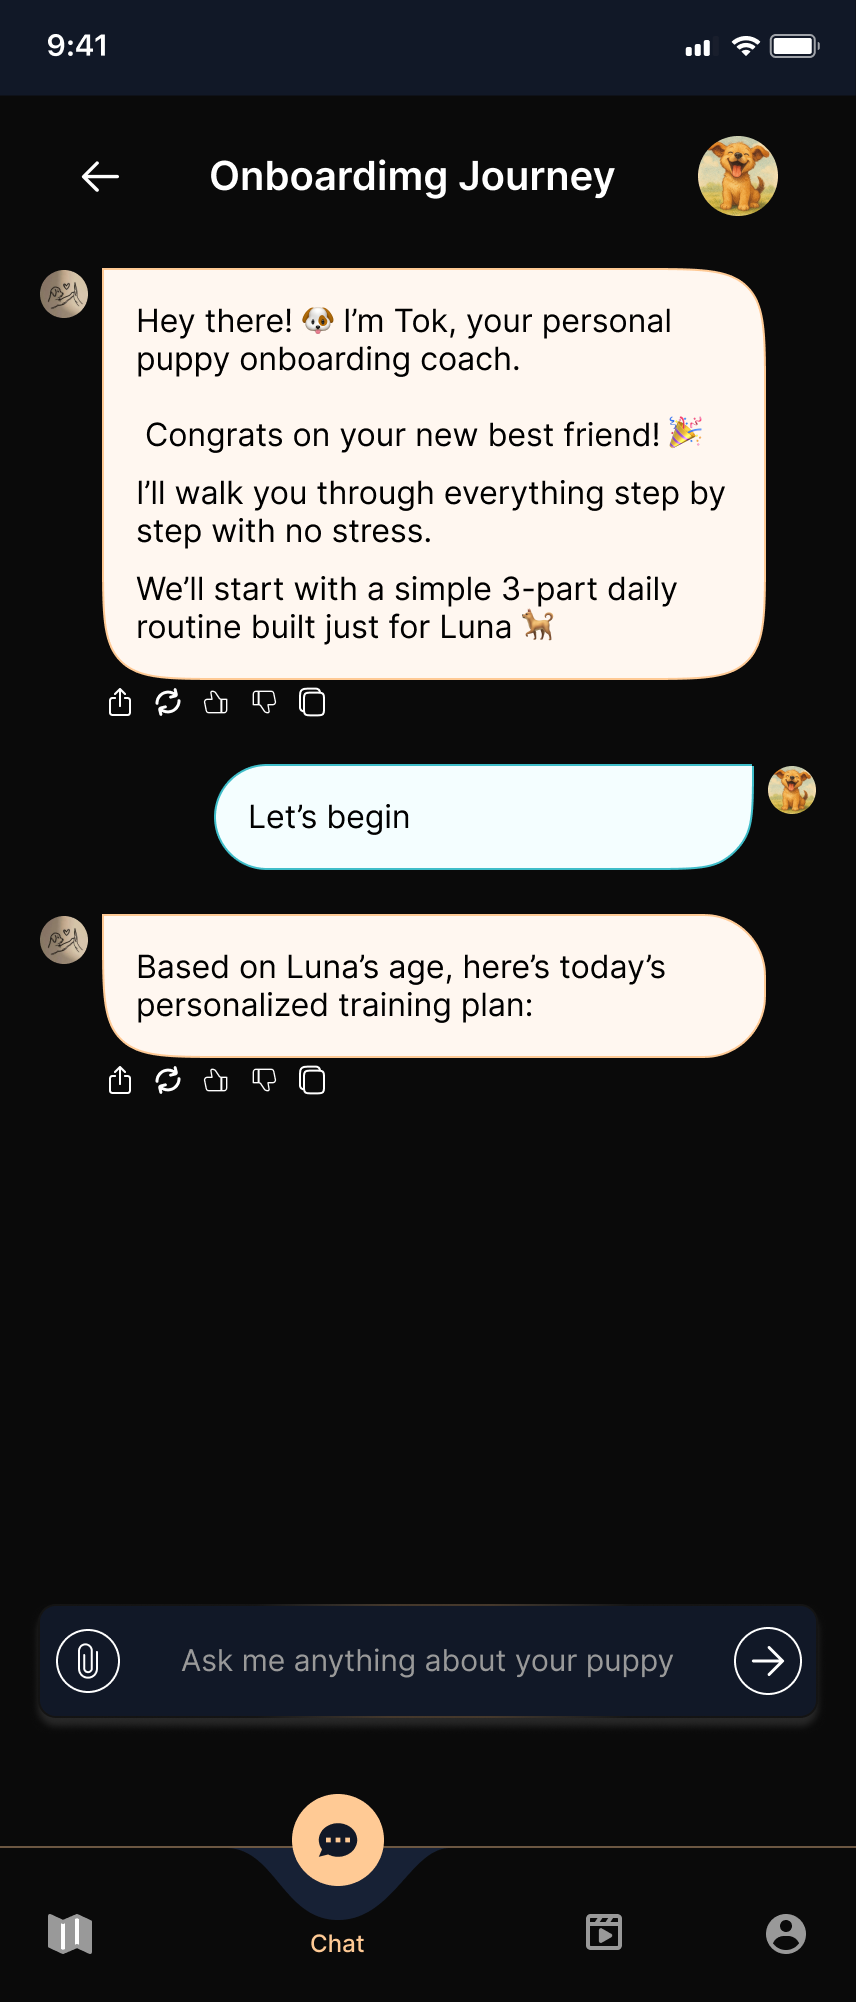 9:41
Onboardimg Journey
Hey there! 🐶 I’m Tok, your personal
puppy onboarding coach.
Congrats on your new best friend! 🎉
I’ll walk you through everything step by
step with no stress.
We’ll start with a simple 3-part daily
routine built just for Luna 🐕
Let’s begin
Based on Luna’s age, here’s today’s
personalized training plan:
Ask me anything about your puppy
Chat